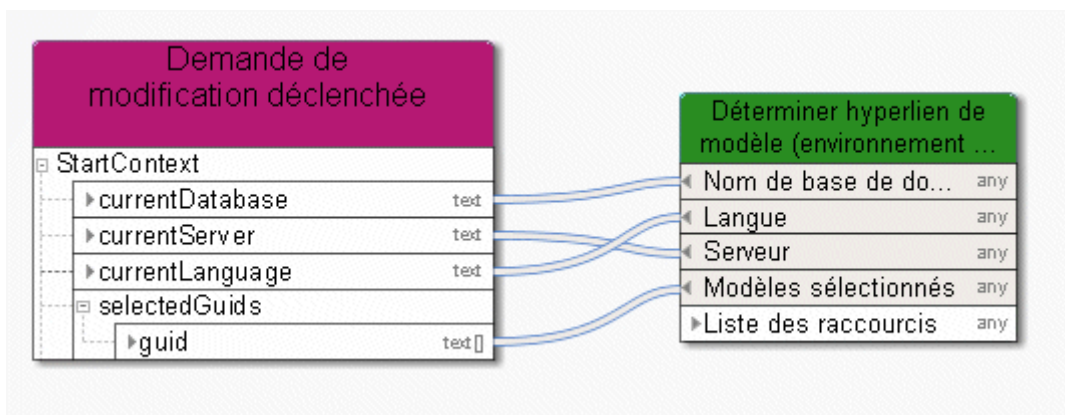 Demande de
modification déclenchée
StartContext
currentDatabase text
currentServer text
currentLanguage text
selectedGuids
guid text[]
Déterminer hyperlien de
modèle (environnement ...
Nom de base de do... any
Langue any
Serveur any
Modèles sélectionnés any
Liste des raccourcis any